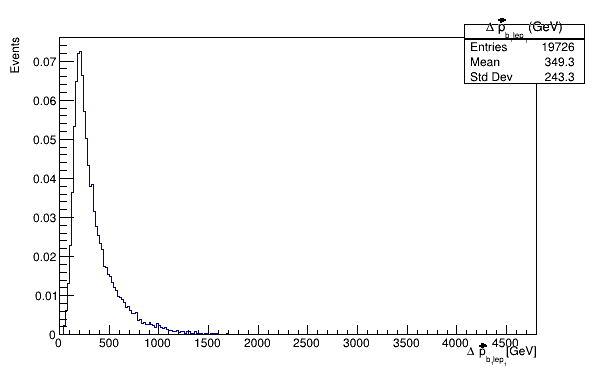 Δ p⃗ b,lep₁ (GeV)
Entries 19726
Mean 349.3
Std Dev 243.3
Events
0.07
0.06
0.05
0.04
0.03
0.02
0.01
0
0 500 1000 1500 2000 2500 3000 3500 4000 4500
Δ p⃗ b,lep₁ [GeV]